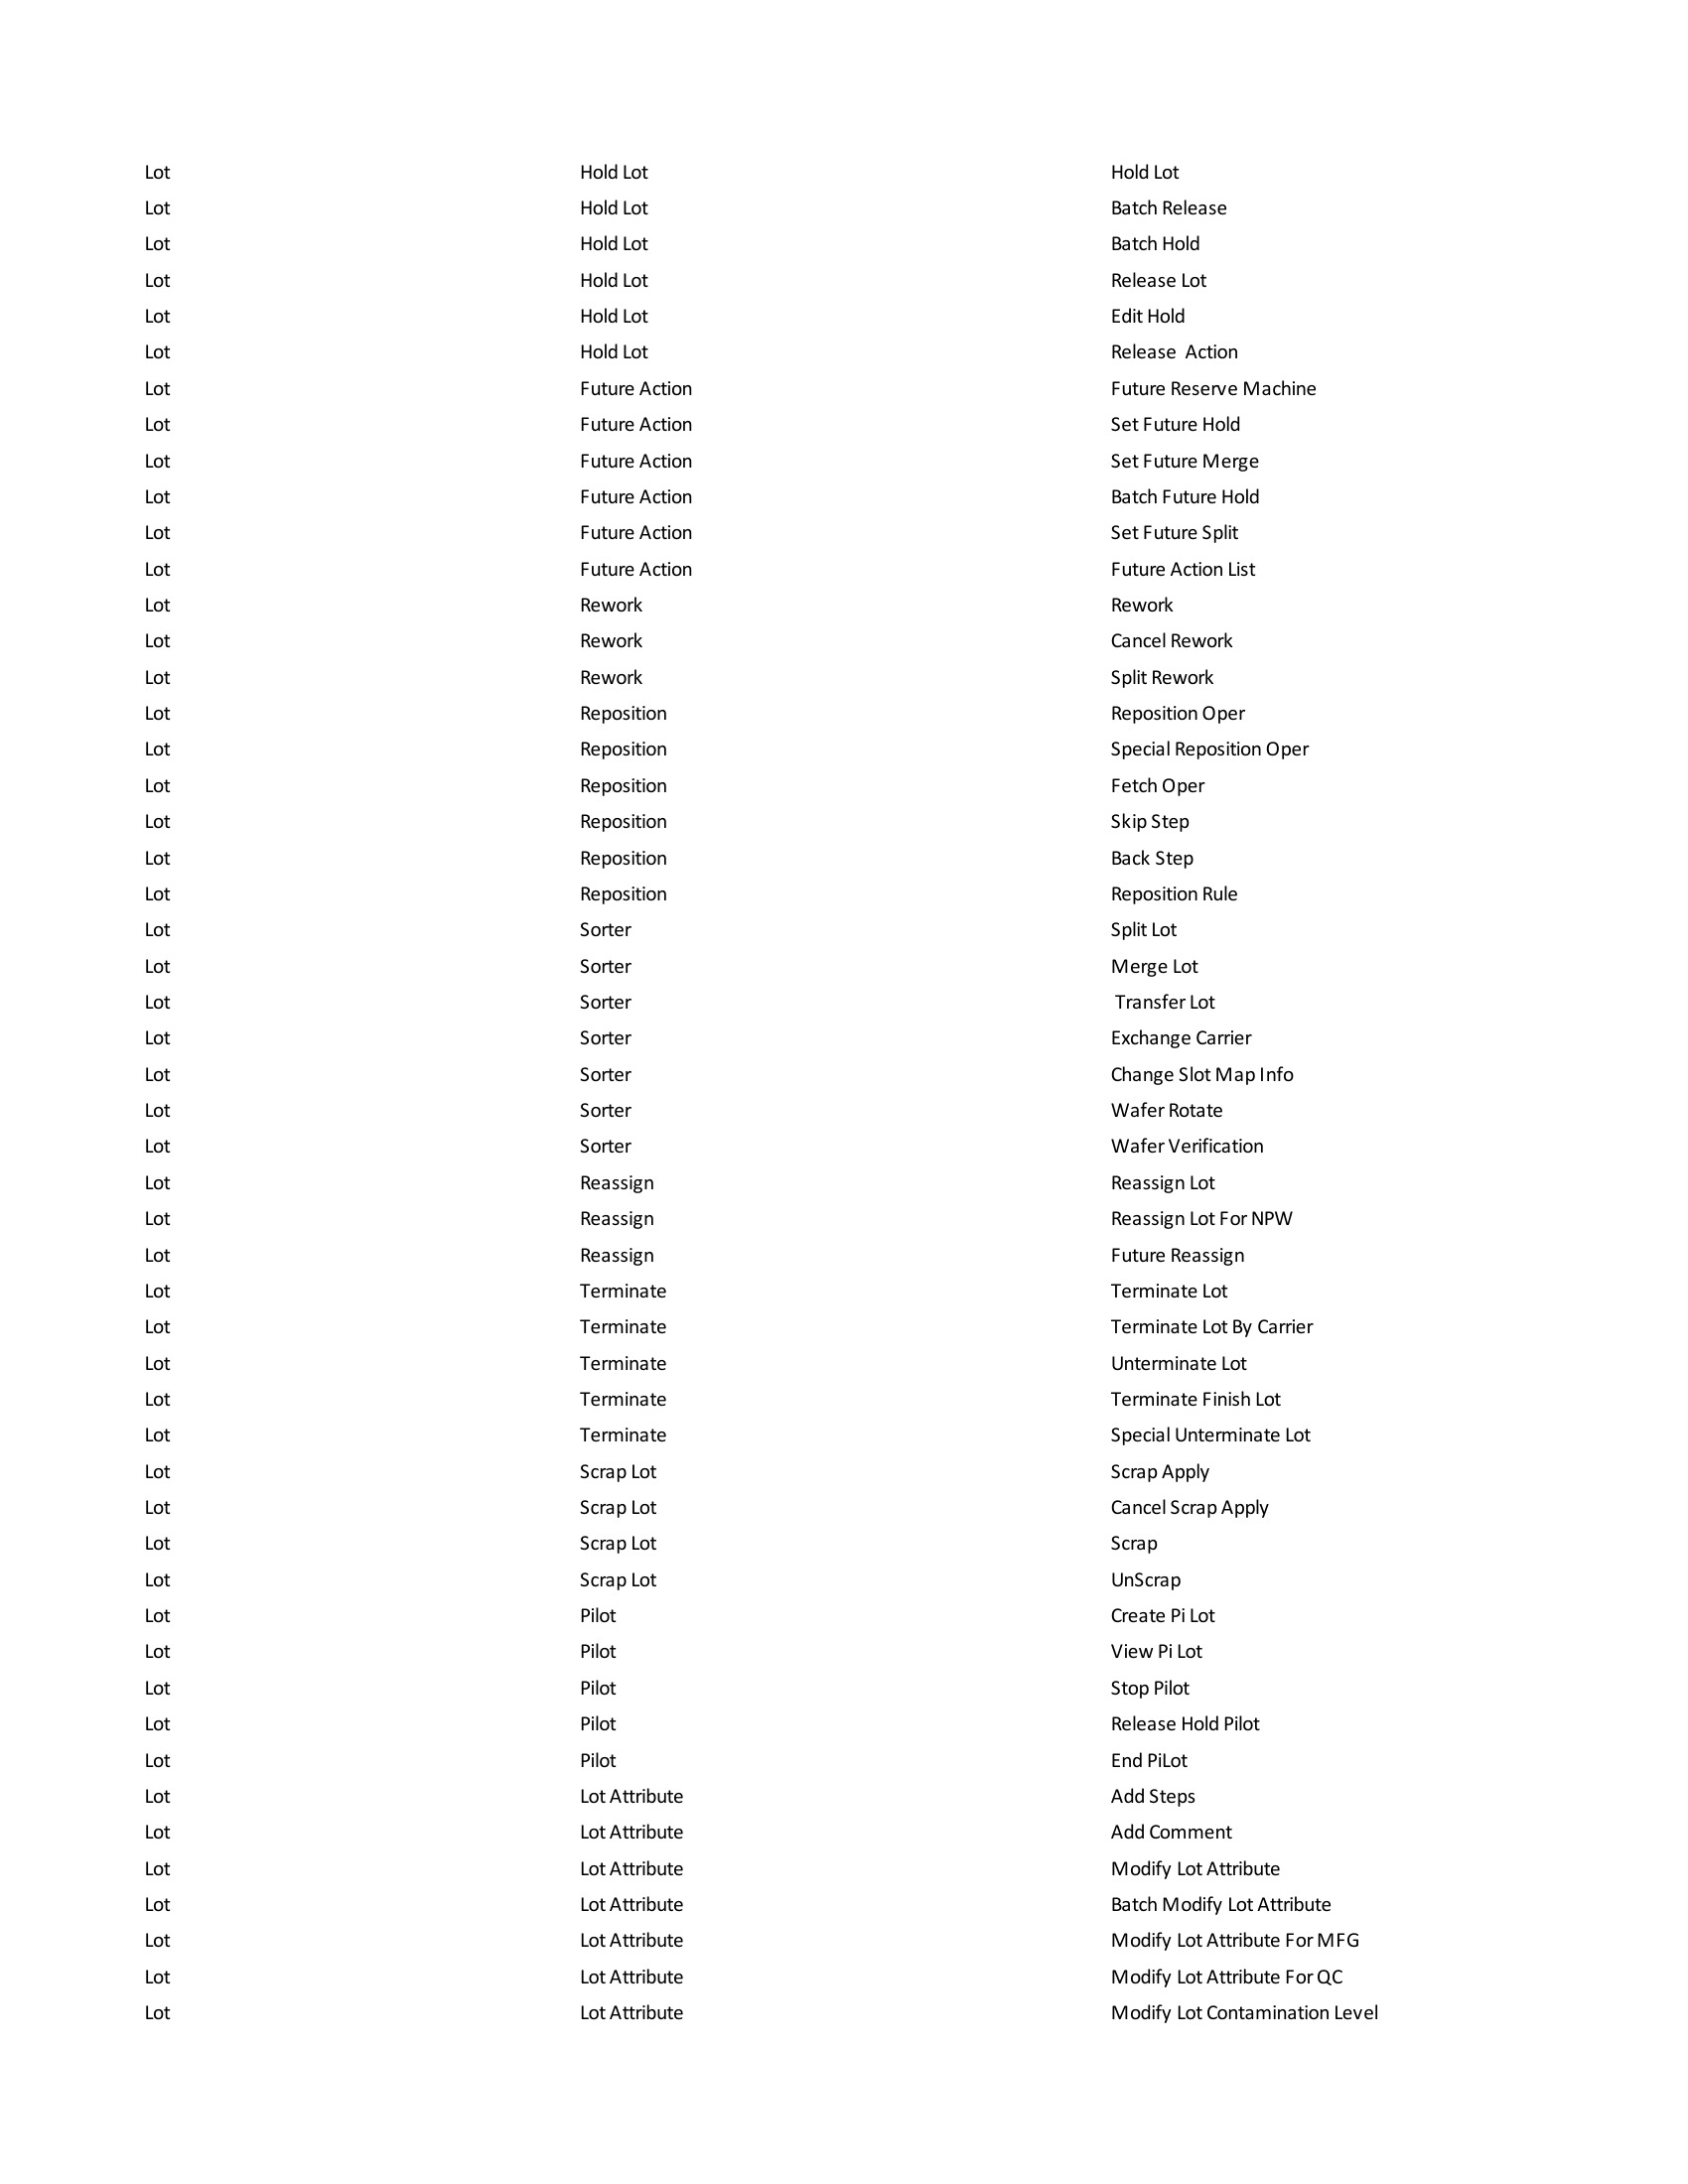 Lot Hold Lot Hold Lot
Lot Hold Lot Batch Release
Lot Hold Lot Batch Hold
Lot Hold Lot Release Lot
Lot Hold Lot Edit Hold
Lot Hold Lot Release  Action
Lot Future Action Future Reserve Machine
Lot Future Action Set Future Hold
Lot Future Action Set Future Merge
Lot Future Action Batch Future Hold
Lot Future Action Set Future Split
Lot Future Action Future Action List
Lot Rework Rework
Lot Rework Cancel Rework
Lot Rework Split Rework
Lot Reposition Reposition Oper
Lot Reposition Special Reposition Oper
Lot Reposition Fetch Oper
Lot Reposition Skip Step
Lot Reposition Back Step
Lot Reposition Reposition Rule
Lot Sorter Split Lot
Lot Sorter Merge Lot
Lot Sorter Transfer Lot
Lot Sorter Exchange Carrier
Lot Sorter Change Slot Map Info
Lot Sorter Wafer Rotate
Lot Sorter Wafer Verification
Lot Reassign Reassign Lot
Lot Reassign Reassign Lot For NPW
Lot Reassign Future Reassign
Lot Terminate Terminate Lot
Lot Terminate Terminate Lot By Carrier
Lot Terminate Unterminate Lot
Lot Terminate Terminate Finish Lot
Lot Terminate Special Unterminate Lot
Lot Scrap Lot Scrap Apply
Lot Scrap Lot Cancel Scrap Apply
Lot Scrap Lot Scrap
Lot Scrap Lot UnScrap
Lot Pilot Create Pi Lot
Lot Pilot View Pi Lot
Lot Pilot Stop Pilot
Lot Pilot Release Hold Pilot
Lot Pilot End PiLot
Lot Lot Attribute Add Steps
Lot Lot Attribute Add Comment
Lot Lot Attribute Modify Lot Attribute
Lot Lot Attribute Batch Modify Lot Attribute
Lot Lot Attribute Modify Lot Attribute For MFG
Lot Lot Attribute Modify Lot Attribute For QC
Lot Lot Attribute Modify Lot Contamination Level